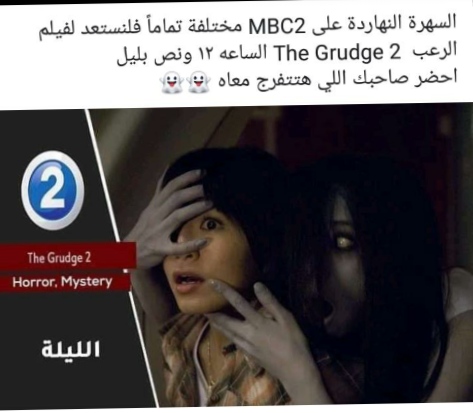 السهرة النهاردة على MBC2 مختلفة تماماً فلنستعد لفيلم
الرعب The Grudge 2 الساعه ١٢ ونص بليل
احضر صاحبك اللي هتتفرج معاه 👻👻
2
The Grudge 2
Horror, Mystery
الليلة